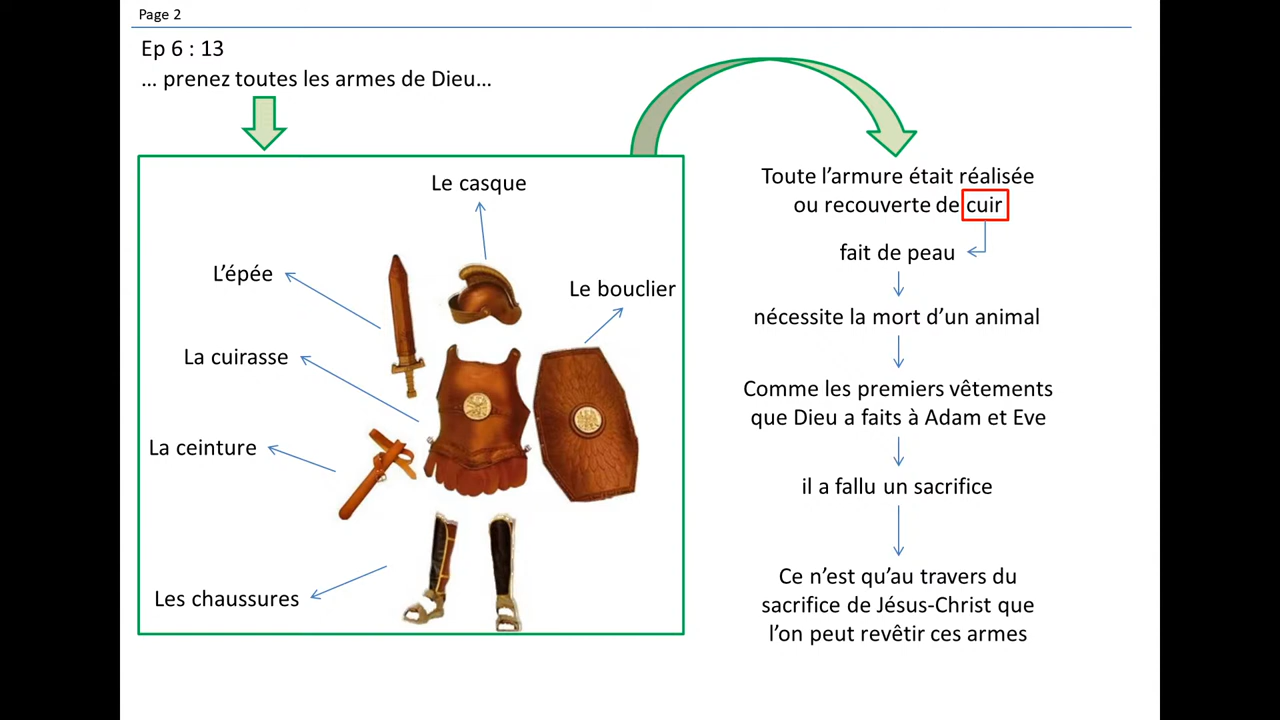 Page 2
Ep 6 : 13
… prenez toutes les armes de Dieu…
Le casque
L’épée
Le bouclier
La cuirasse
La ceinture
Les chaussures
Toute l’armure était réalisée
ou recouverte de cuir
fait de peau
nécessite la mort d’un animal
Comme les premiers vêtements
que Dieu a faits à Adam et Eve
il a fallu un sacrifice
Ce n’est qu’au travers du
sacrifice de Jésus-Christ que
l’on peut revêtir ces armes